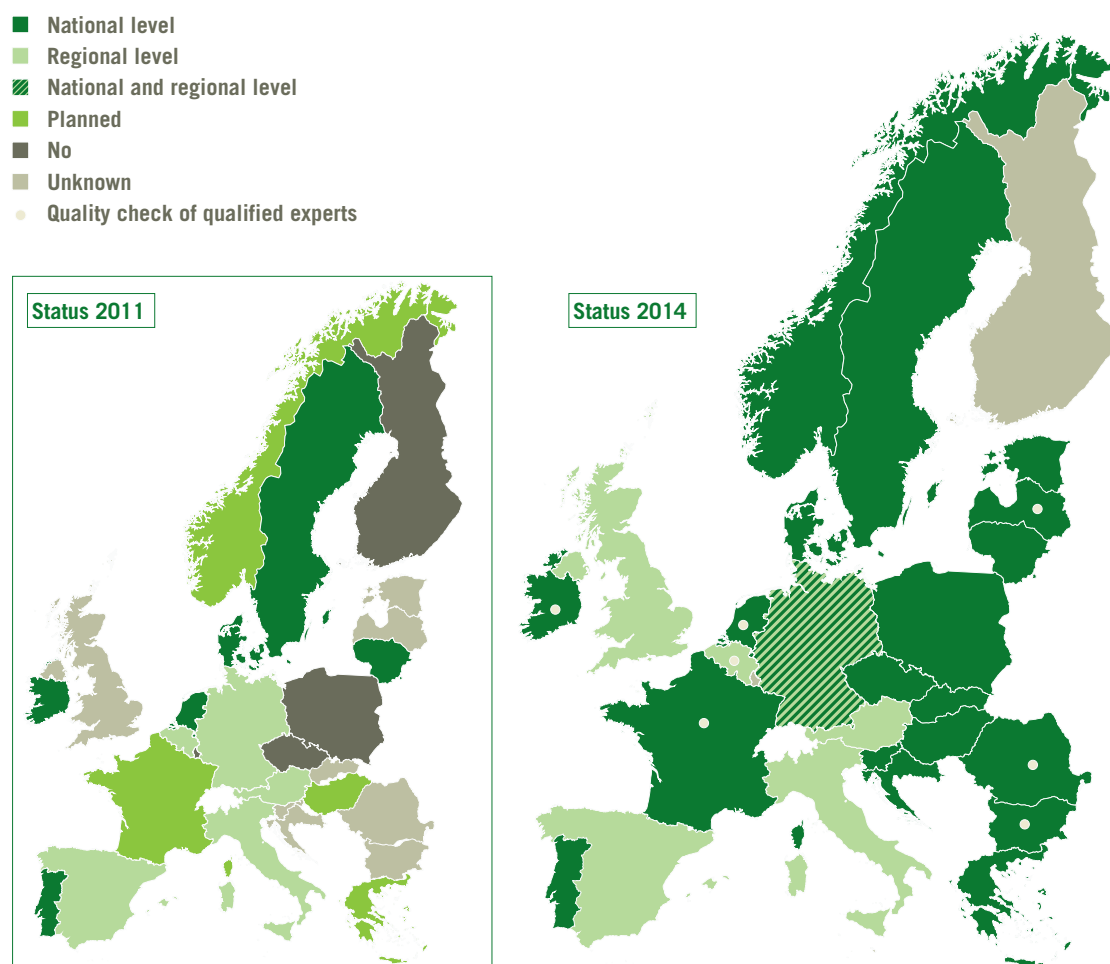 National level
Regional level
National and regional level
Planned
No
Unknown
Quality check of qualified experts
Status 2011
Status 2014